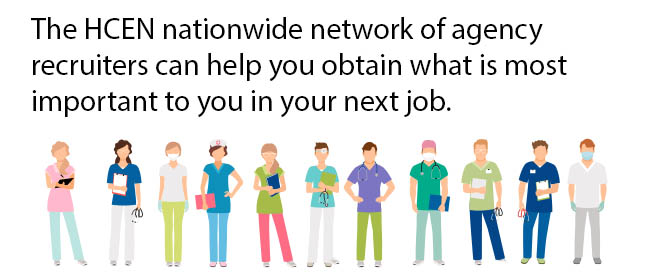 The HCEN nationwide network of agency
recruiters can help you obtain what is most
important to you in your next job.